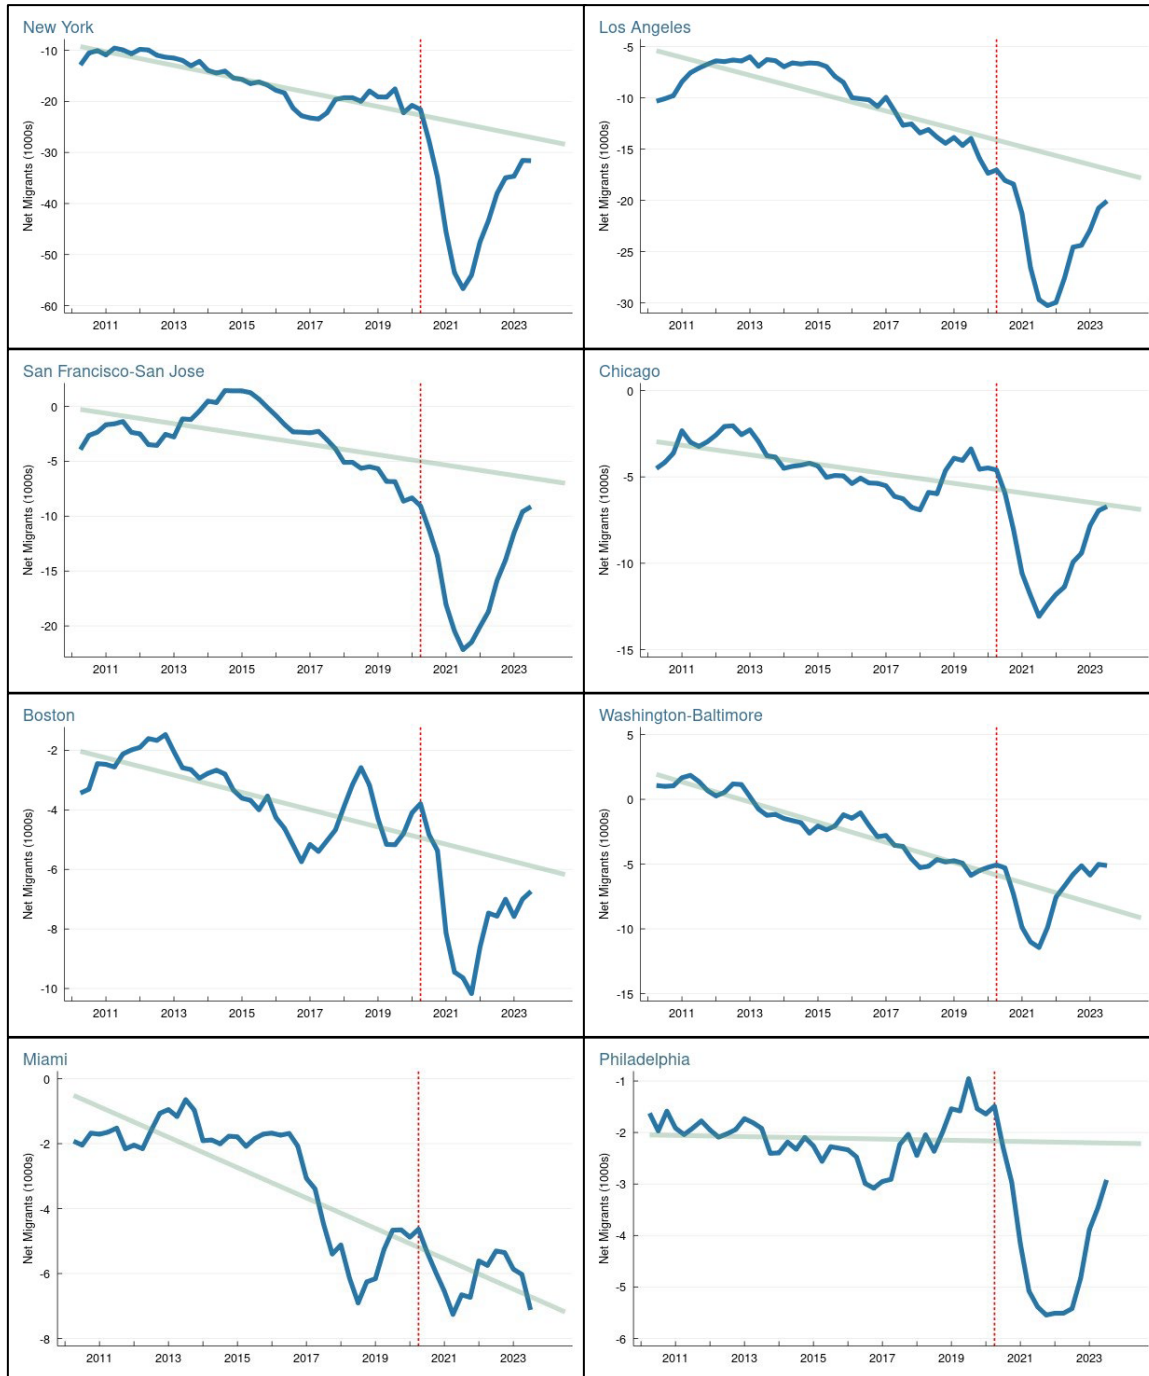 New York
Net Migrants (1000s)
-10
-20
-30
-40
-50
-60
2011 2013 2015 2017 2019 2021 2023
Los Angeles
Net Migrants (1000s)
-5
-10
-15
-20
-25
-30
2011 2013 2015 2017 2019 2021 2023
San Francisco-San Jose
Net Migrants (1000s)
0
-5
-10
-15
-20
2011 2013 2015 2017 2019 2021 2023
Chicago
Net Migrants (1000s)
0
-5
-10
-15
2011 2013 2015 2017 2019 2021 2023
Boston
Net Migrants (1000s)
-2
-4
-6
-8
-10
2011 2013 2015 2017 2019 2021 2023
Washington-Baltimore
Net Migrants (1000s)
5
0
-5
-10
-15
2011 2013 2015 2017 2019 2021 2023
Miami
Net Migrants (1000s)
0
-2
-4
-6
-8
2011 2013 2015 2017 2019 2021 2023
Philadelphia
Net Migrants (1000s)
-1
-2
-3
-4
-5
-6
2011 2013 2015 2017 2019 2021 2023